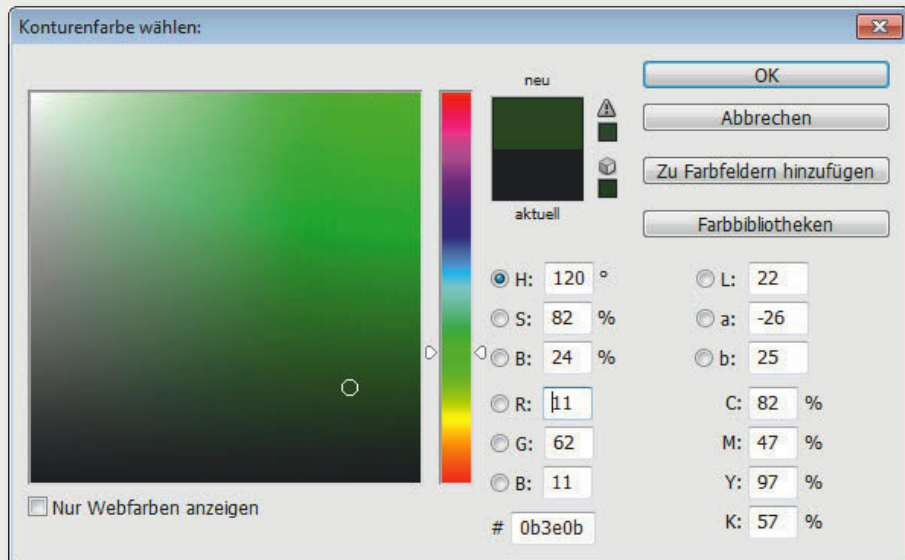 Konturenfarbe wählen:
neu
aktuell
OK
Abbrechen
Zu Farbfeldern hinzufügen
Farbbibliotheken
H: 120 °
S: 82 %
B: 24 %
R: 11
G: 62
B: 11
# 0b3e0b
L: 22
a: -26
b: 25
C: 82 %
M: 47 %
Y: 97 %
K: 57 %
Nur Webfarben anzeigen